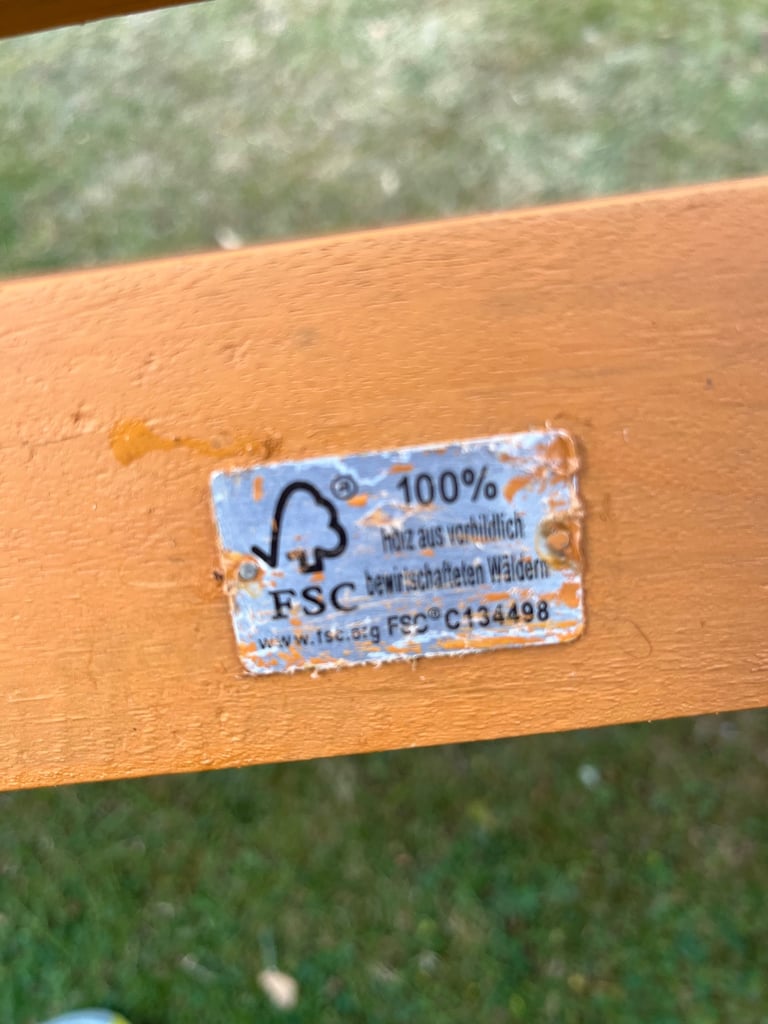 ®
100%
Holz aus vorbildlich
bewirtschafteten Wäldern
FSC
www.fsc.org FSC® C134498